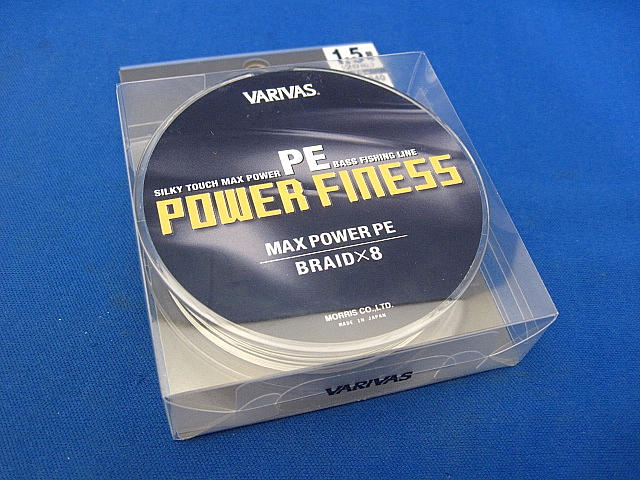 1.5号
VARIVAS®
PE
SILKY TOUCH MAX POWER BASS FISHING LINE
POWER FINESS
MAX POWER PE
BRAID×8
MORRIS CO.,LTD.
MADE IN JAPAN
VARIVAS